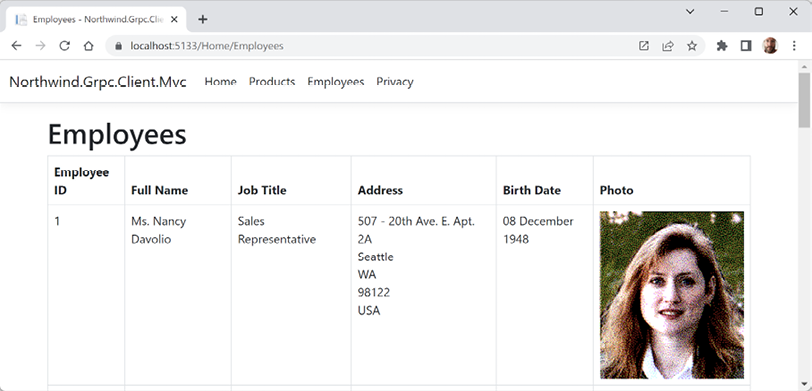 Employees - Northwind.Grpc.Clie
localhost:5133/Home/Employees
Northwind.Grpc.Client.Mvc Home Products Employees Privacy
Employees
Employee
ID
Full Name
Job Title
Address
Birth Date
Photo
1
Ms. Nancy
Davolio
Sales
Representative
507 - 20th Ave. E. Apt.
2A
Seattle
WA
98122
USA
08 December
1948